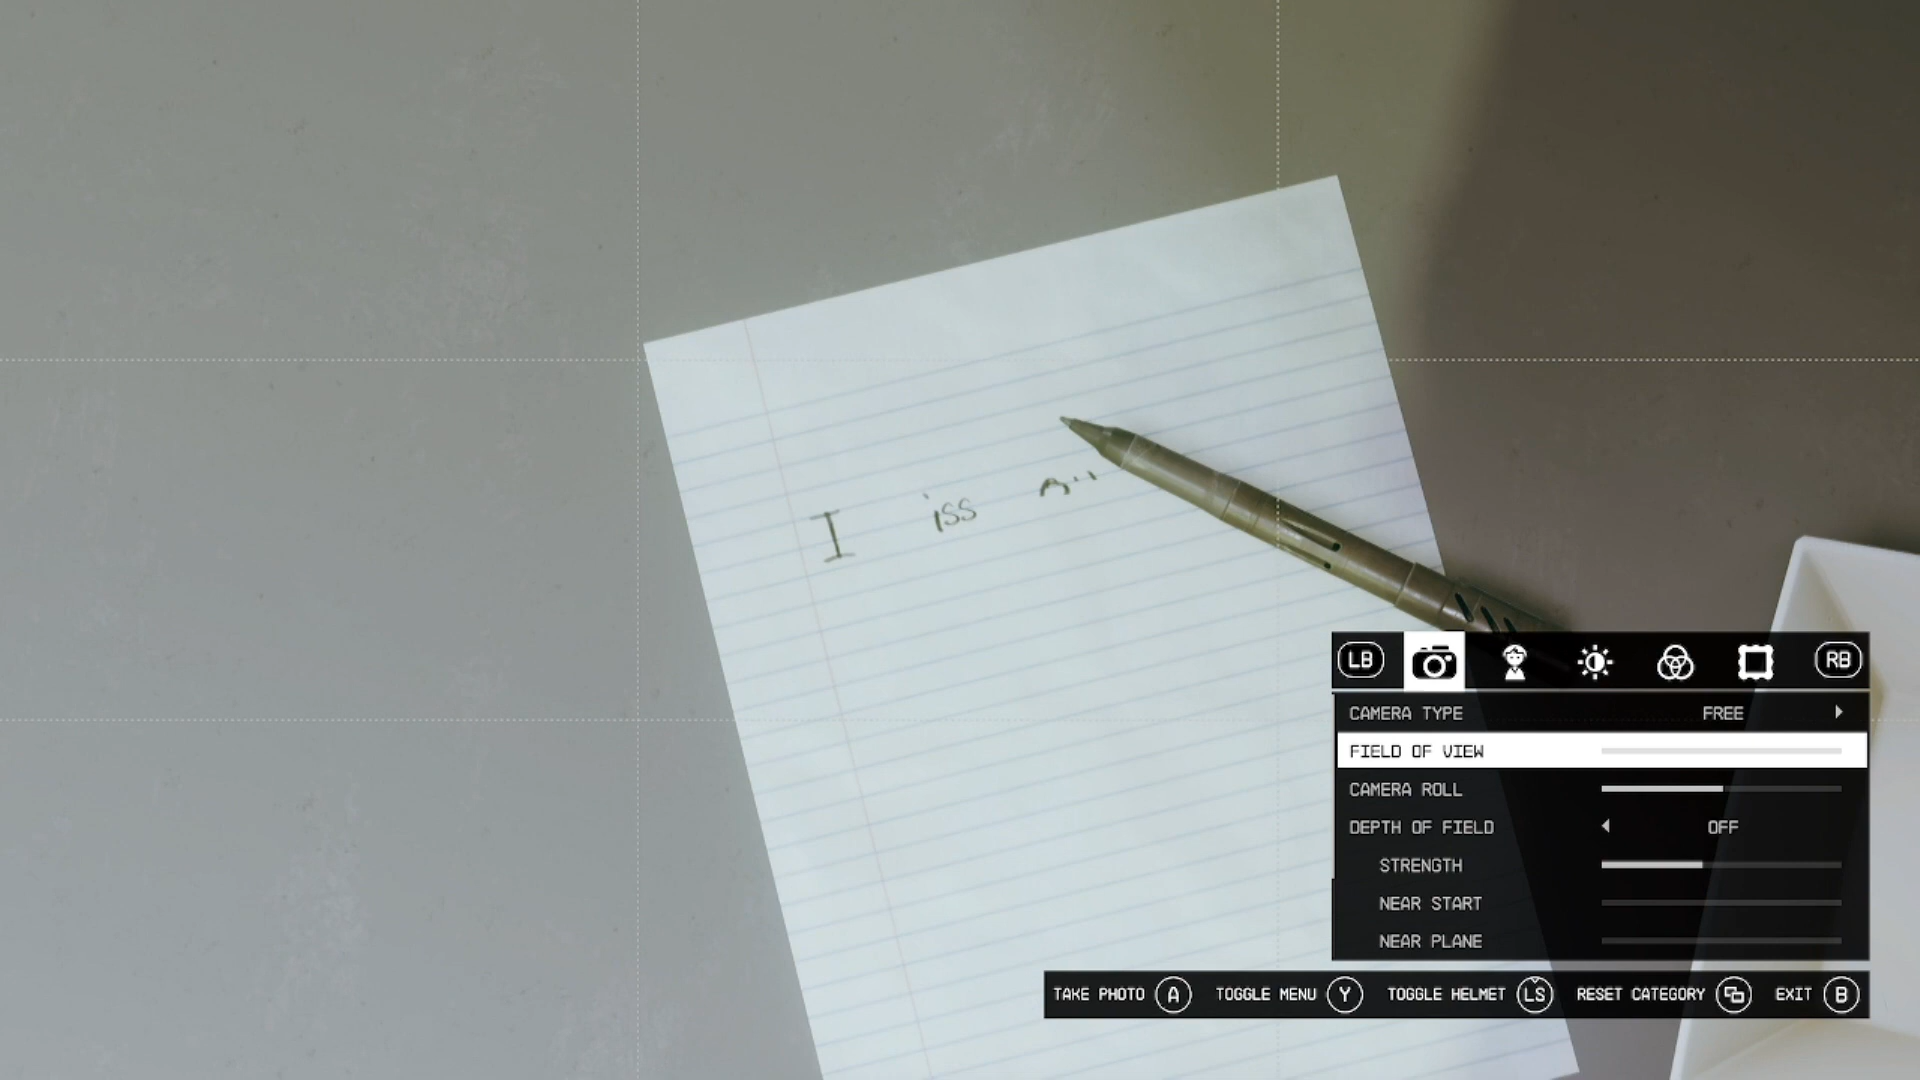 I iss
LB
RB
CAMERA TYPE FREE
FIELD OF VIEW
CAMERA ROLL
DEPTH OF FIELD OFF
STRENGTH
NEAR START
NEAR PLANE
TAKE PHOTO A TOGGLE MENU Y TOGGLE HELMET LS RESET CATEGORY EXIT B